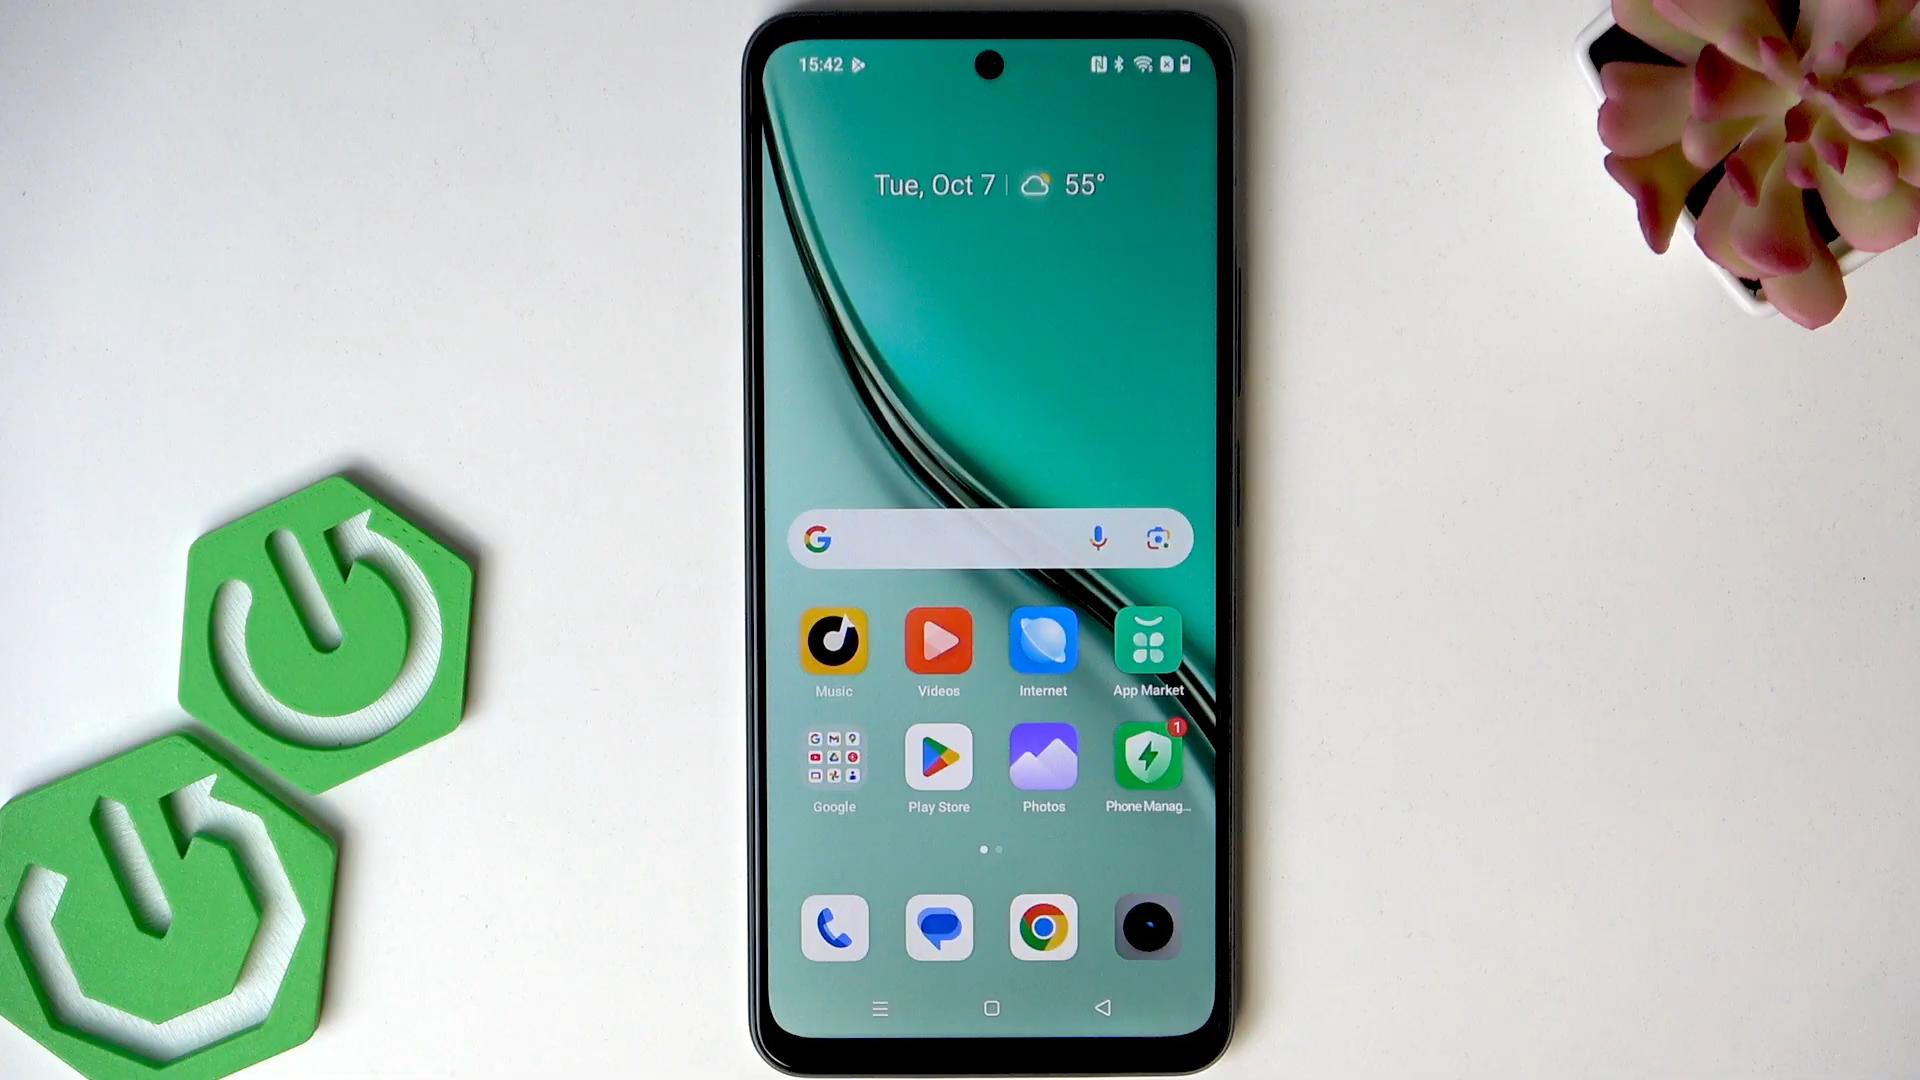 15:42
Tue, Oct 7 | 55°
Music Videos Internet App Market
1
Google Play Store Photos Phone Manag...